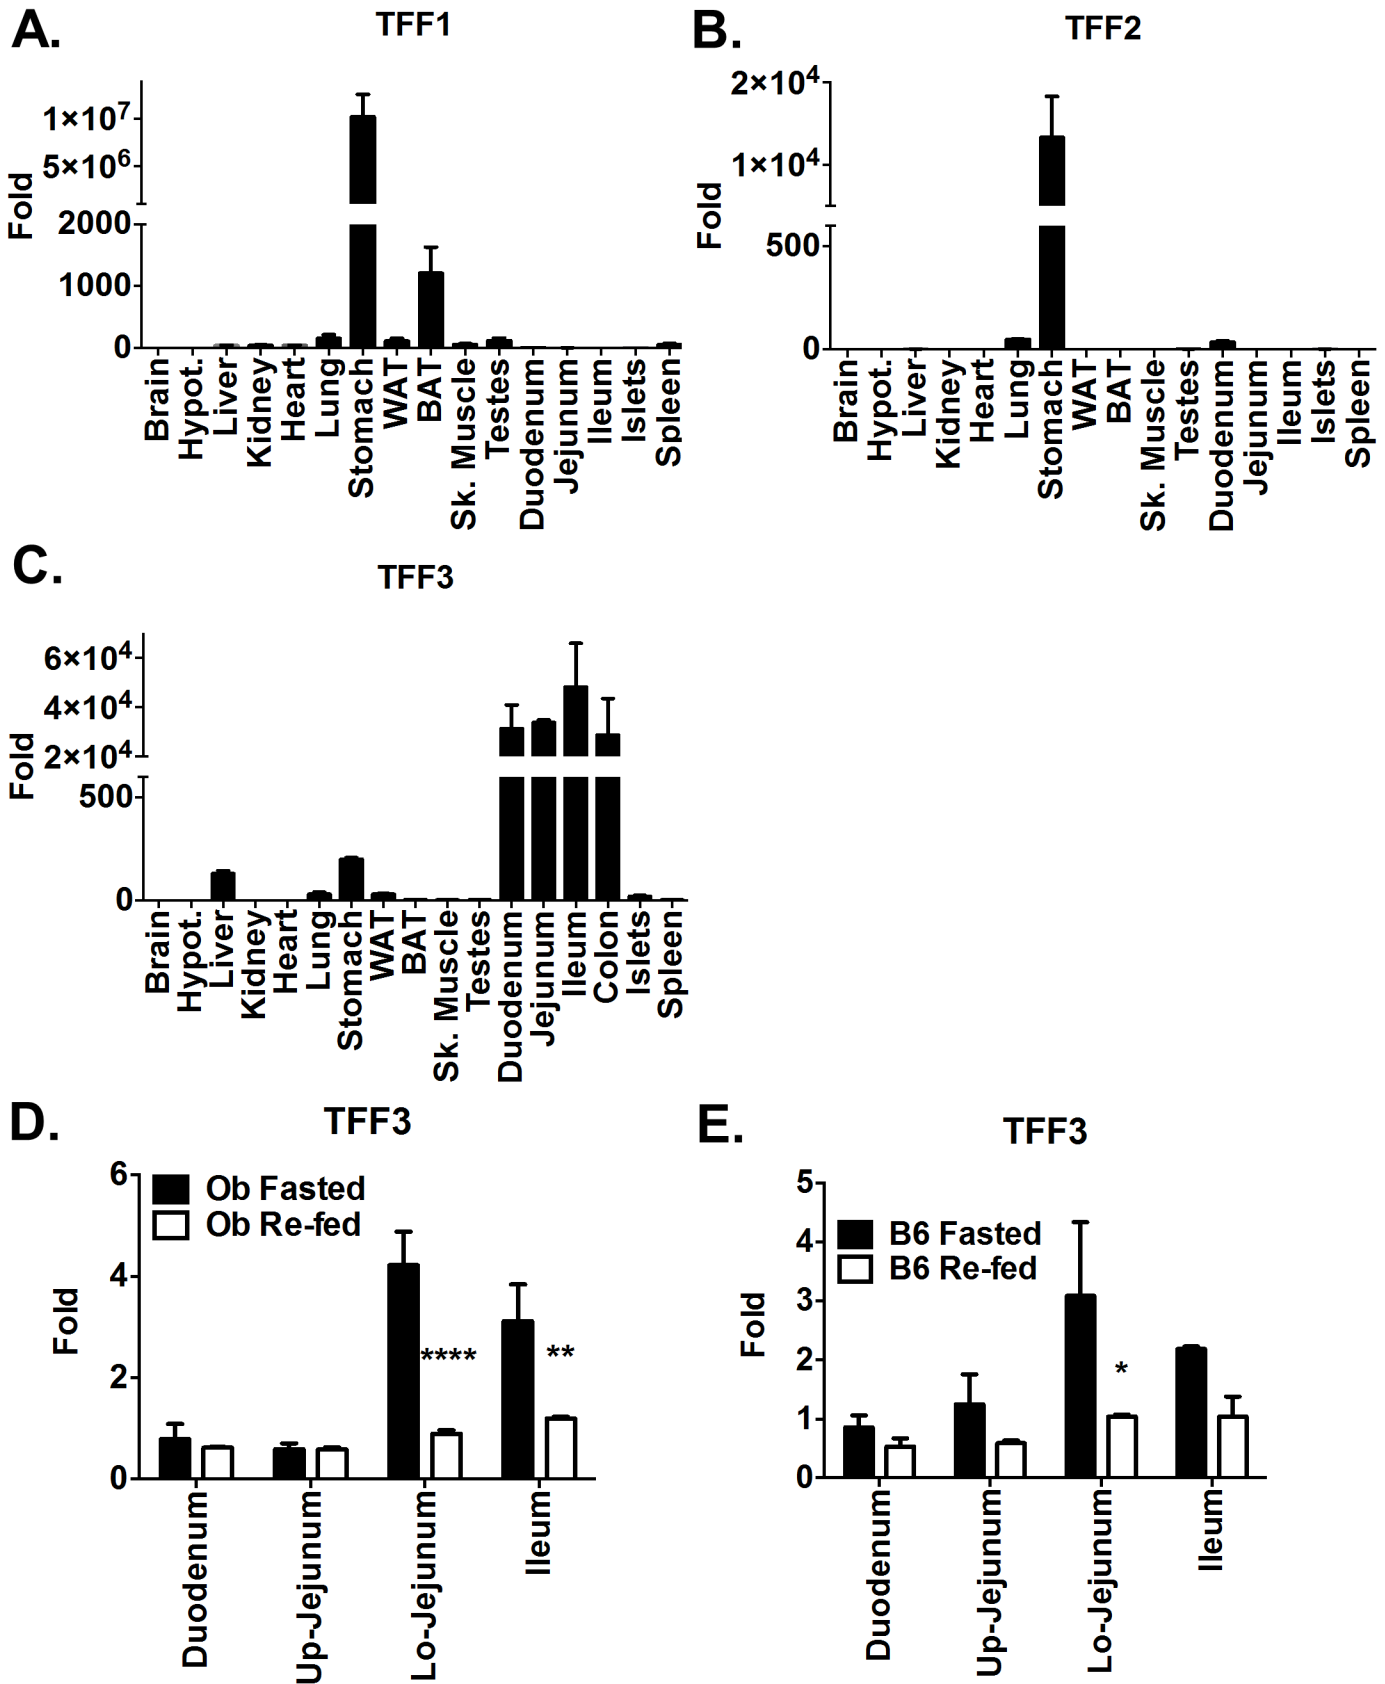 A.
TFF1
Fold
1×10⁷
5×10⁶
2000
1000
0
Brain
Hypot.
Liver
Kidney
Heart
Lung
Stomach
WAT
BAT
Sk. Muscle
Testes
Duodenum
Jejunum
Ileum
Islets
Spleen
B.
TFF2
Fold
2×10⁴
1×10⁴
500
0
Brain
Hypot.
Liver
Kidney
Heart
Lung
Stomach
WAT
BAT
Sk. Muscle
Testes
Duodenum
Jejunum
Ileum
Islets
Spleen
C.
TFF3
Fold
6×10⁴
4×10⁴
2×10⁴
500
0
Brain
Hypot.
Liver
Kidney
Heart
Lung
Stomach
WAT
BAT
Sk. Muscle
Testes
Duodenum
Jejunum
Ileum
Colon
Islets
Spleen
D.
TFF3
Fold
6
4
2
0
Ob Fasted
Ob Re-fed
****
**
Duodenum
Up-Jejunum
Lo-Jejunum
Ileum
E.
TFF3
Fold
5
4
3
2
1
0
B6 Fasted
B6 Re-fed
*
Duodenum
Up-Jejunum
Lo-Jejunum
Ileum